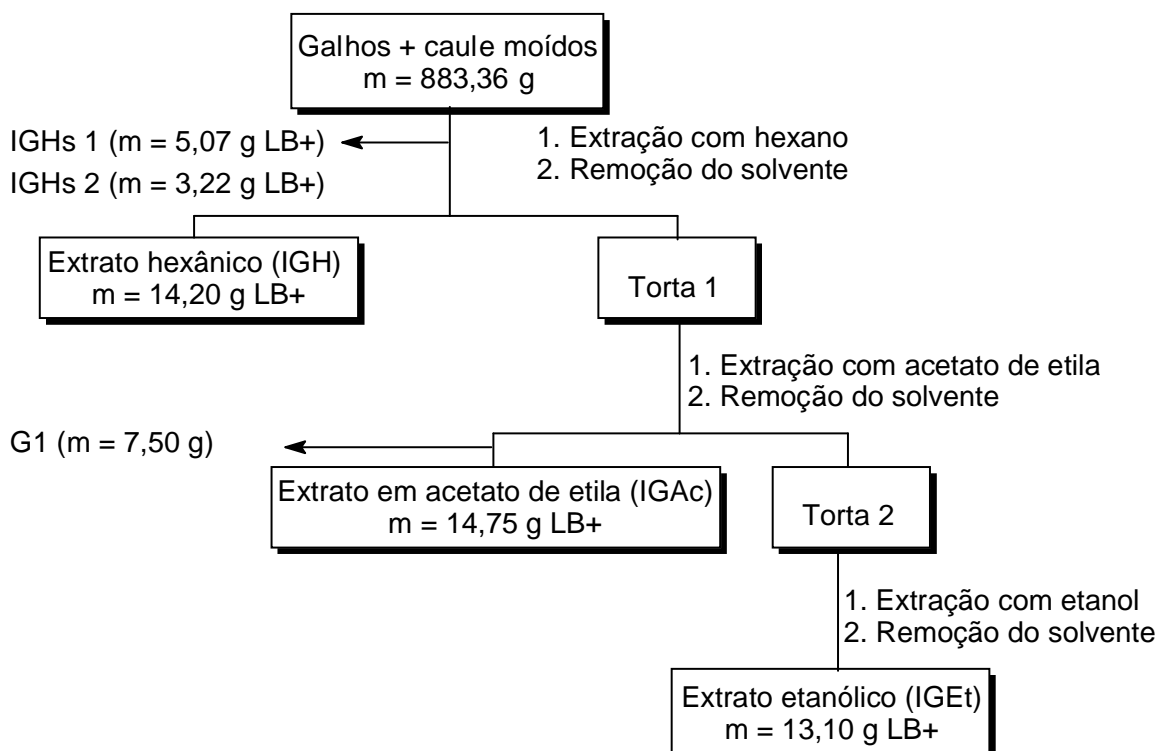 Galhos + caule moídos
m = 883,36 g
IGHs 1 (m = 5,07 g LB+)
IGHs 2 (m = 3,22 g LB+)
1. Extração com hexano
2. Remoção do solvente
Extrato hexânico (IGH)
m = 14,20 g LB+
Torta 1
1. Extração com acetato de etila
2. Remoção do solvente
G1 (m = 7,50 g)
Extrato em acetato de etila (IGAc)
m = 14,75 g LB+
Torta 2
1. Extração com etanol
2. Remoção do solvente
Extrato etanólico (IGEt)
m = 13,10 g LB+